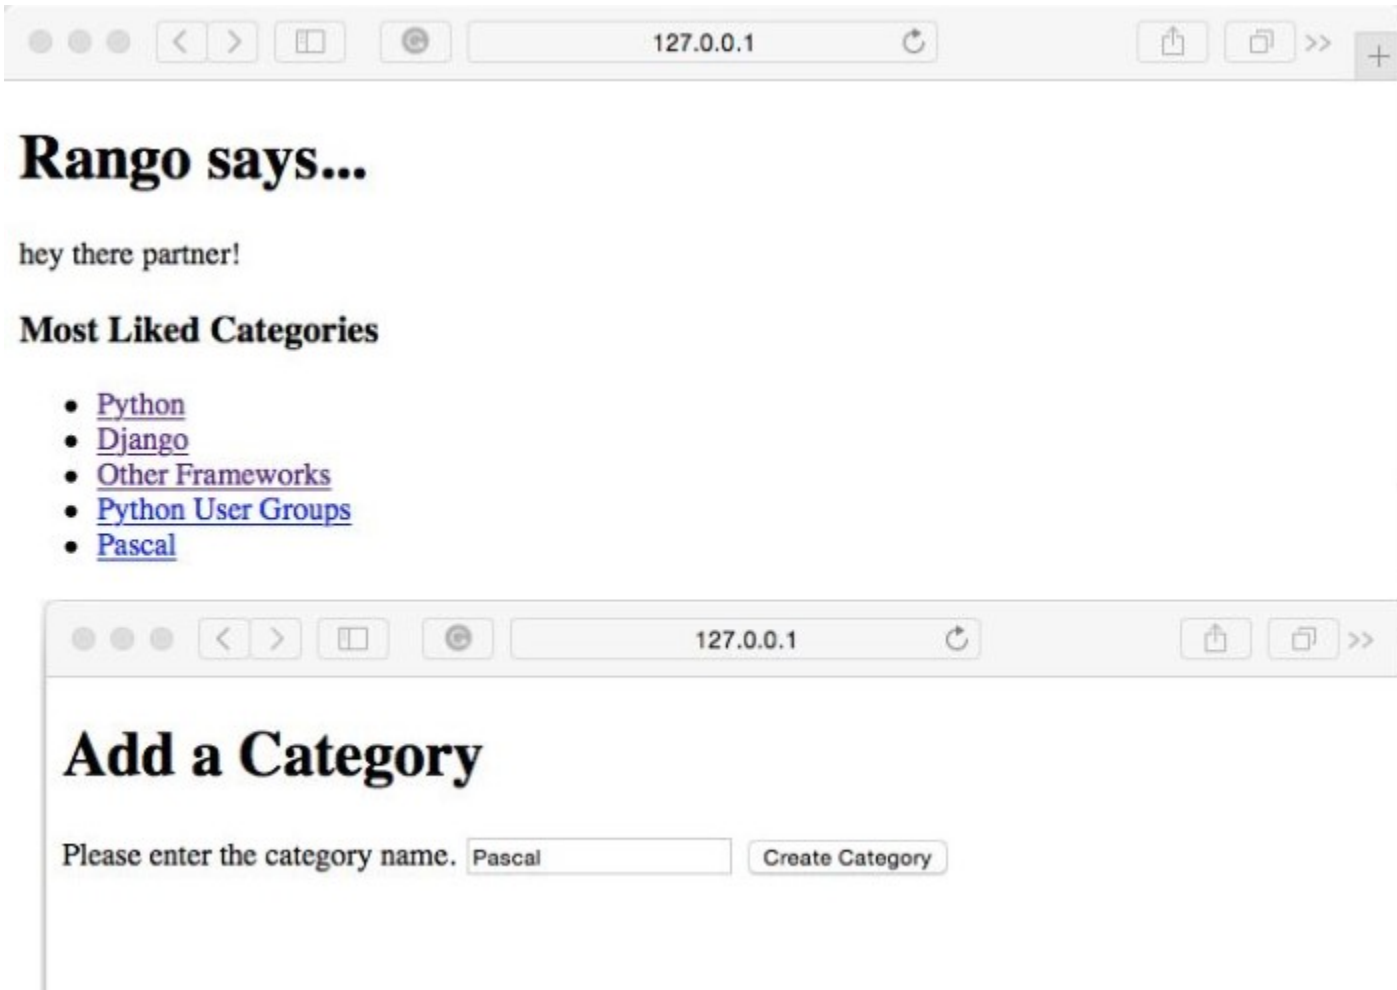 127.0.0.1
Rango says...
hey there partner!
Most Liked Categories
Python
Django
Other Frameworks
Python User Groups
Pascal
127.0.0.1
Add a Category
Please enter the category name. Pascal Create Category